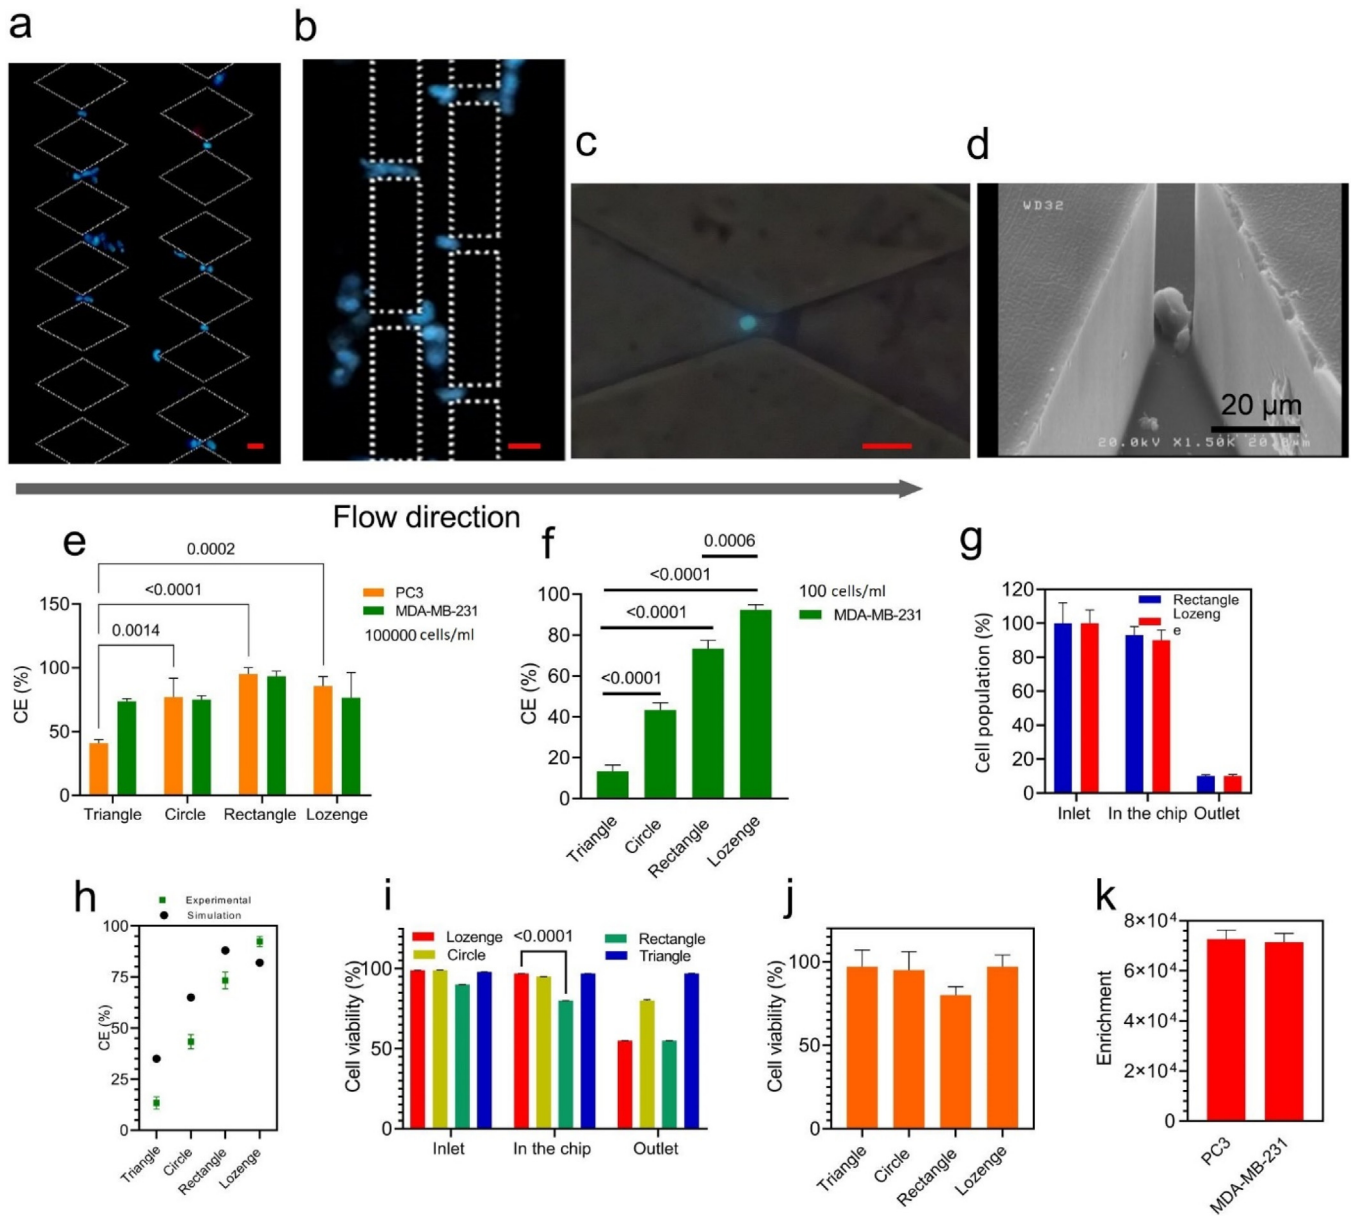 a
b
c
d
WD32
20 µm
20.0kV X1.50K 20.0µm
Flow direction
e
0.0002
<0.0001
0.0014
PC3
MDA-MB-231
100000 cells/ml
CE (%)
150
100
50
0
Triangle Circle Rectangle Lozenge
f
0.0006
<0.0001
<0.0001
<0.0001
100 cells/ml
MDA-MB-231
CE (%)
100
80
60
40
20
0
Triangle
Circle
Rectangle
Lozenge
g
Rectangle
Lozeng
e
Cell population (%)
120
100
80
60
40
20
0
Inlet In the chip Outlet
h
Experimental
Simulation
CE (%)
100
75
50
25
0
Triangle
Circle
Rectangle
Lozenge
i
Lozenge
Circle
<0.0001
Rectangle
Triangle
Cell viability (%)
100
50
0
Inlet In the chip Outlet
j
Cell viability (%)
100
50
0
Triangle
Circle
Rectangle
Lozenge
k
Enrichment
8×10⁴
6×10⁴
4×10⁴
2×10⁴
0
PC3
MDA-MB-231